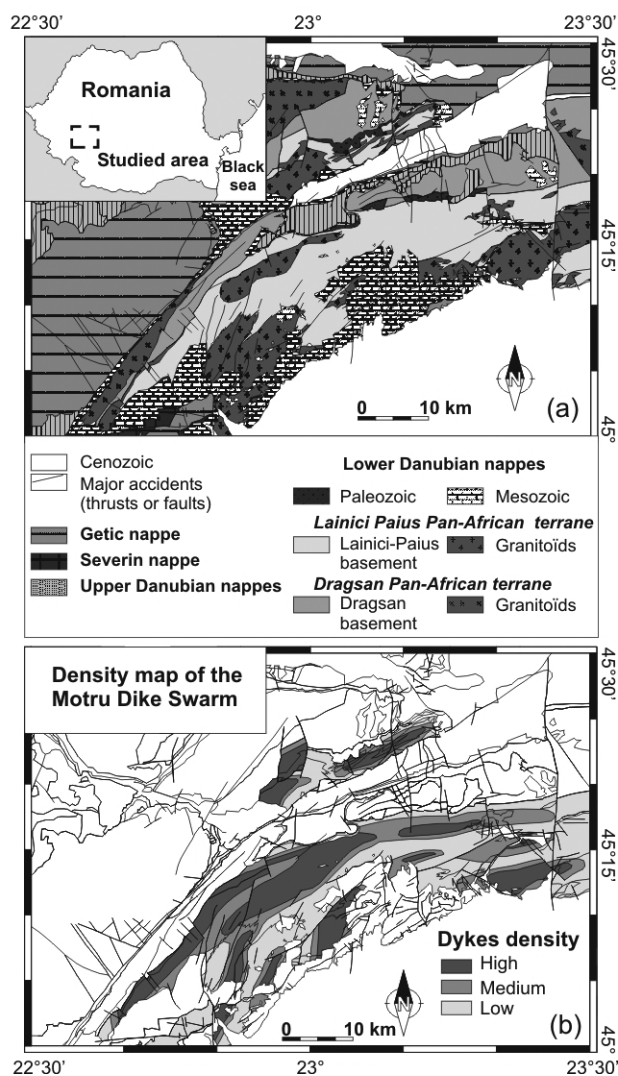 22°30’ 23° 23°30’
45°30’
Romania
Studied area
Black
sea
45°15’
N
0 10 km
(a)
45°
Cenozoic
Major accidents
(thrusts or faults)
Getic nappe
Severin nappe
Upper Danubian nappes
Lower Danubian nappes
Paleozoic Mesozoic
Lainici Paius Pan-African terrane
Lainici-Paius
basement
Granitoïds
Dragsan Pan-African terrane
Dragsan
basement
Granitoïds
Density map of the
Motru Dike Swarm
45°30’
45°15’
Dykes density
High
Medium
Low
N
0 10 km
(b)
45°
22°30’ 23° 23°30’